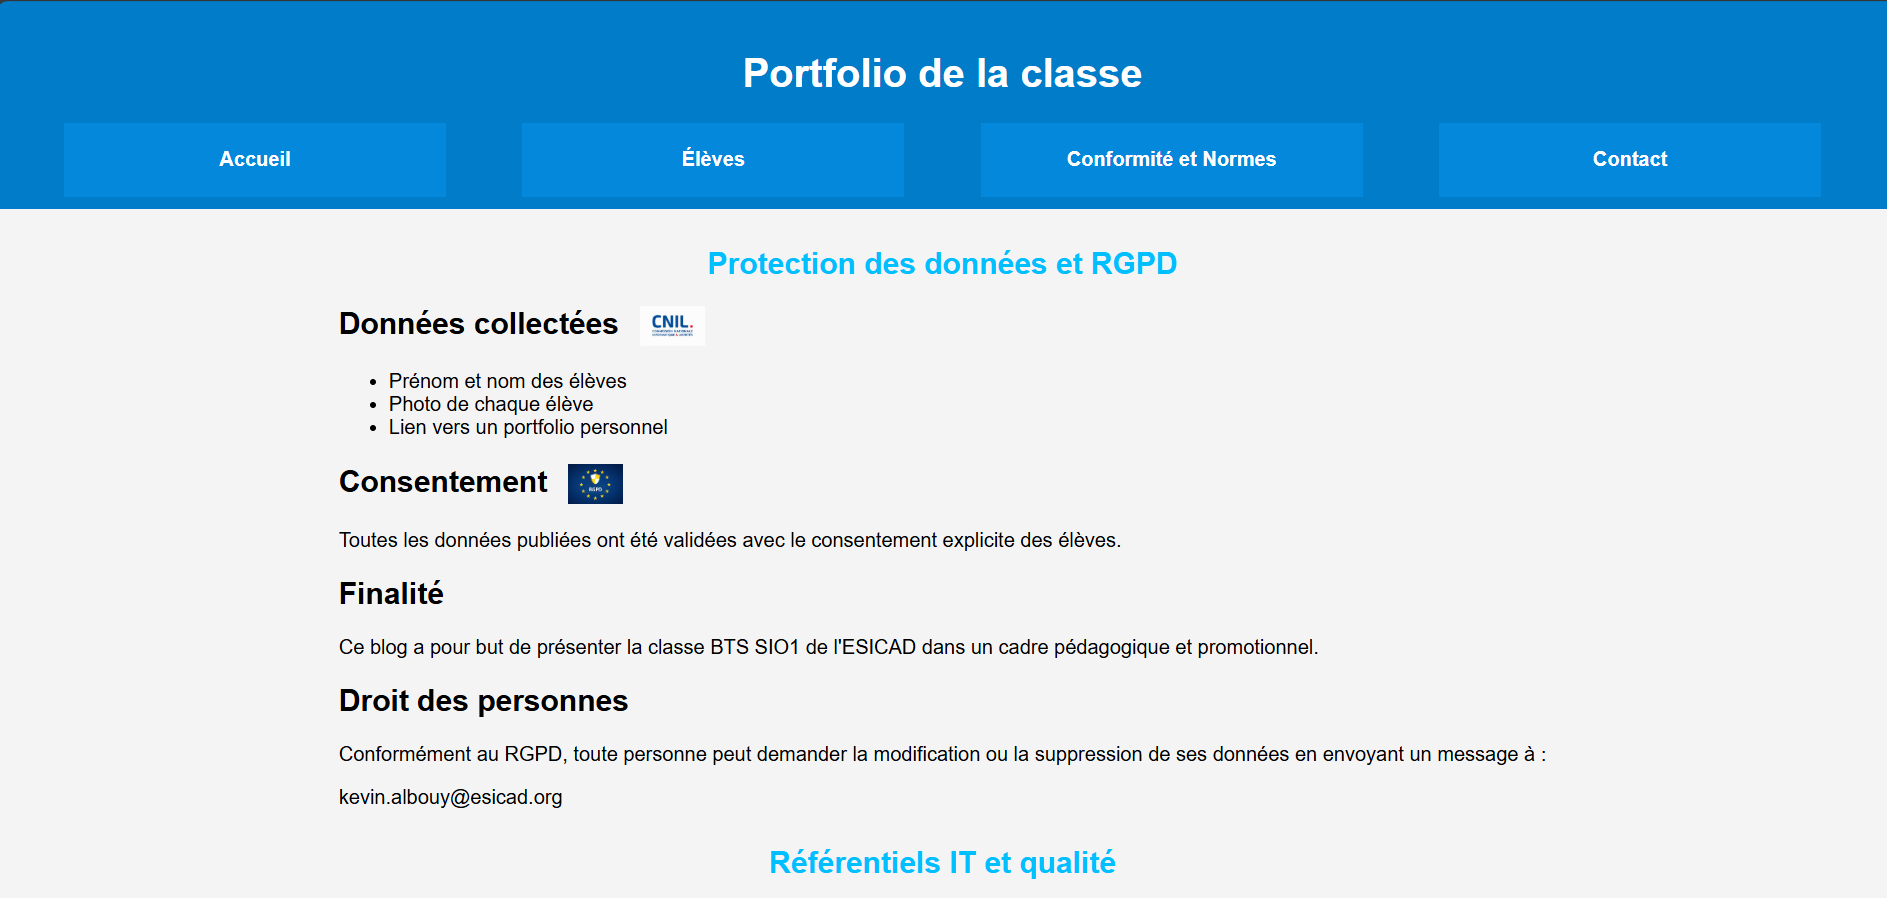 Portfolio de la classe
Accueil
Élèves
Conformité et Normes
Contact
Protection des données et RGPD
Données collectées
CNIL.
Prénom et nom des élèves
Photo de chaque élève
Lien vers un portfolio personnel
Consentement
RGPD
Toutes les données publiées ont été validées avec le consentement explicite des élèves.
Finalité
Ce blog a pour but de présenter la classe BTS SIO1 de l'ESICAD dans un cadre pédagogique et promotionnel.
Droit des personnes
Conformément au RGPD, toute personne peut demander la modification ou la suppression de ses données en envoyant un message à :
kevin.albouy@esicad.org
Référentiels IT et qualité